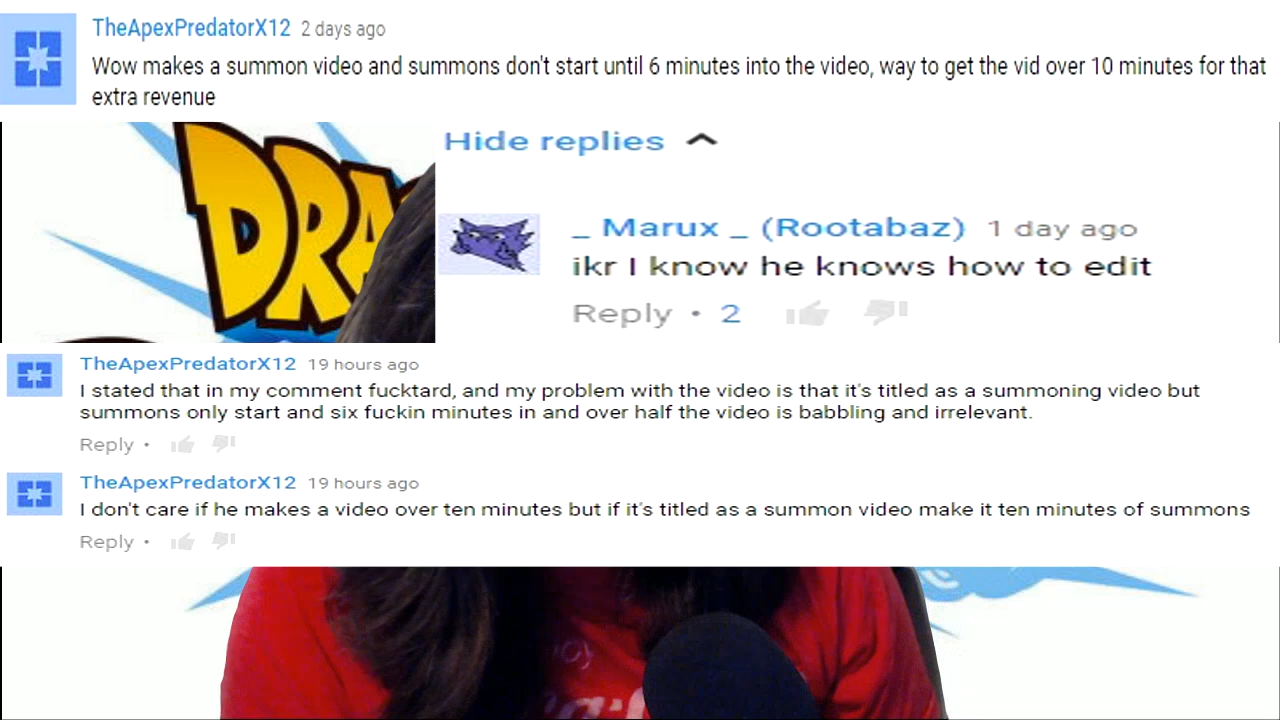 TheApexPredatorX12 2 days ago
Wow makes a summon video and summons don't start until 6 minutes into the video, way to get the vid over 10 minutes for that
extra revenue
DRA
Hide replies
_ Marux _ (Rootabaz) 1 day ago
ikr I know he knows how to edit
Reply • 2
TheApexPredatorX12 19 hours ago
I stated that in my comment fucktard, and my problem with the video is that it's titled as a summoning video but
summons only start and six fuckin minutes in and over half the video is babbling and irrelevant.
Reply •
TheApexPredatorX12 19 hours ago
I don't care if he makes a video over ten minutes but if it's titled as a summon video make it ten minutes of summons
Reply •